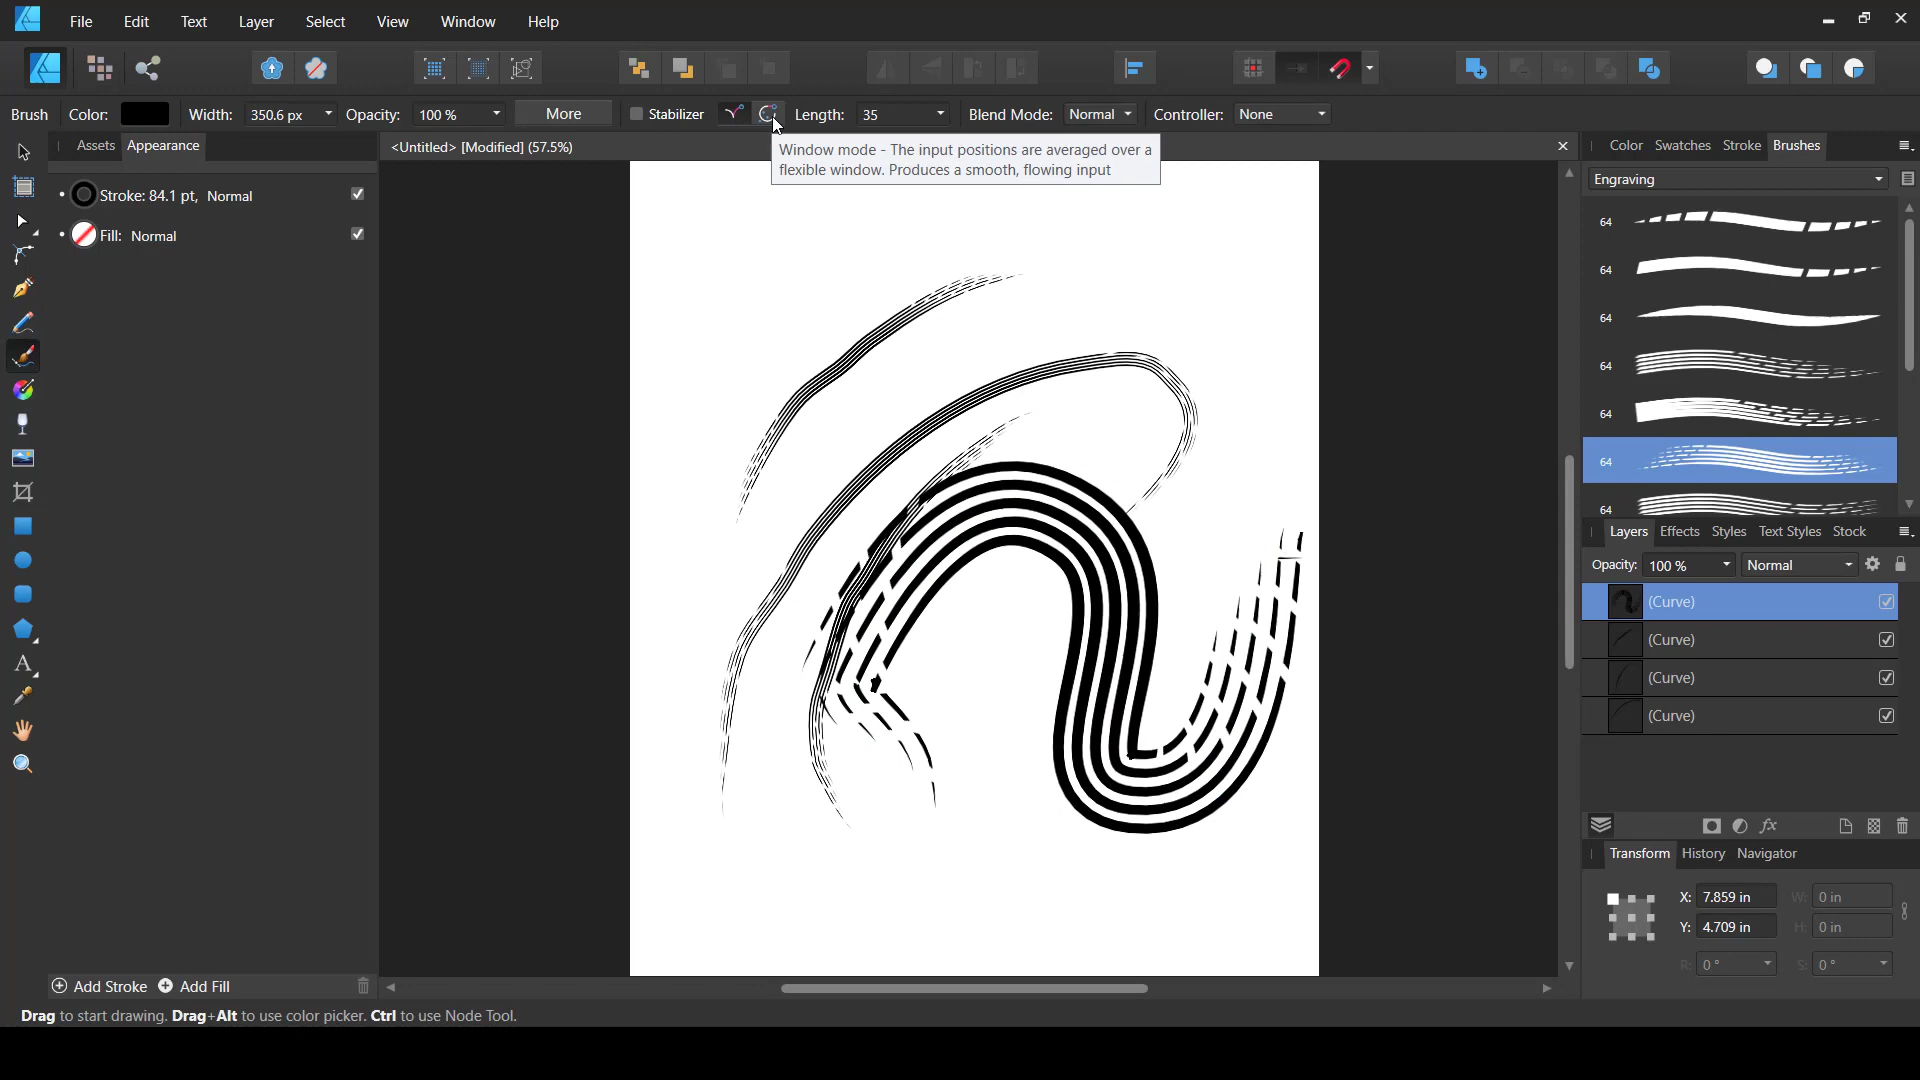 File Edit Text Layer Select View Window Help
Brush Color: Width: 350.6 px Opacity: 100 % More Stabilizer Length: 35 Blend Mode: Normal Controller: None
Assets Appearance
<Untitled> [Modified] (57.5%)
Window mode - The input positions are averaged over a
flexible window. Produces a smooth, flowing input
Stroke: 84.1 pt, Normal
Fill: Normal
Color Swatches Stroke Brushes
Engraving
64
64
64
64
64
64
64
Layers Effects Styles Text Styles Stock
Opacity: 100 % Normal
(Curve)
(Curve)
(Curve)
(Curve)
Transform History Navigator
X: 7.859 in W: 0 in
Y: 4.709 in H: 0 in
R: 0 ° S: 0 °
Add Stroke Add Fill
Drag to start drawing. Drag+Alt to use color picker. Ctrl to use Node Tool.